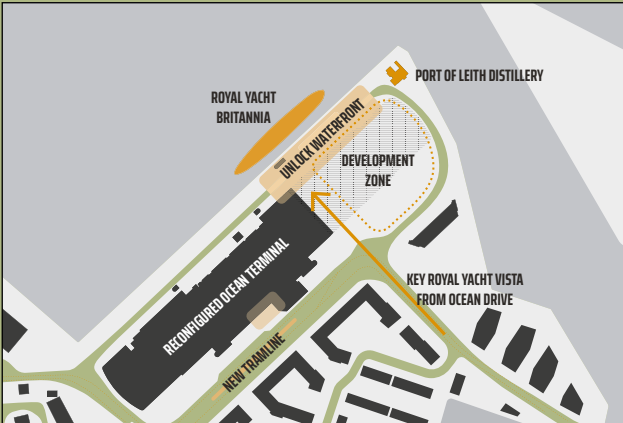 PORT OF LEITH DISTILLERY
ROYAL YACHT
BRITANNIA
UNLOCK WATERFRONT
DEVELOPMENT
ZONE
RECONFIGURED OCEAN TERMINAL
KEY ROYAL YACHT VISTA
FROM OCEAN DRIVE
NEW TRAMLINE